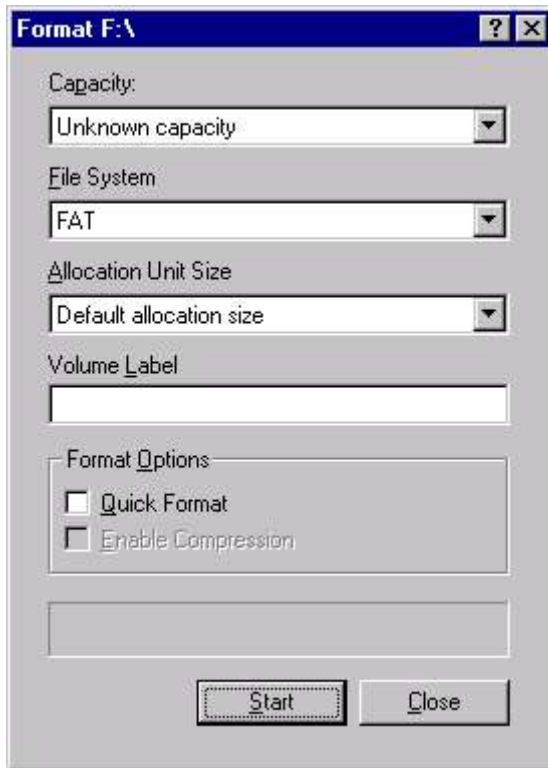 Format F:\
Capacity:
Unknown capacity
File System
FAT
Allocation Unit Size
Default allocation size
Volume Label
Format Options
Quick Format
Enable Compression
Start
Close